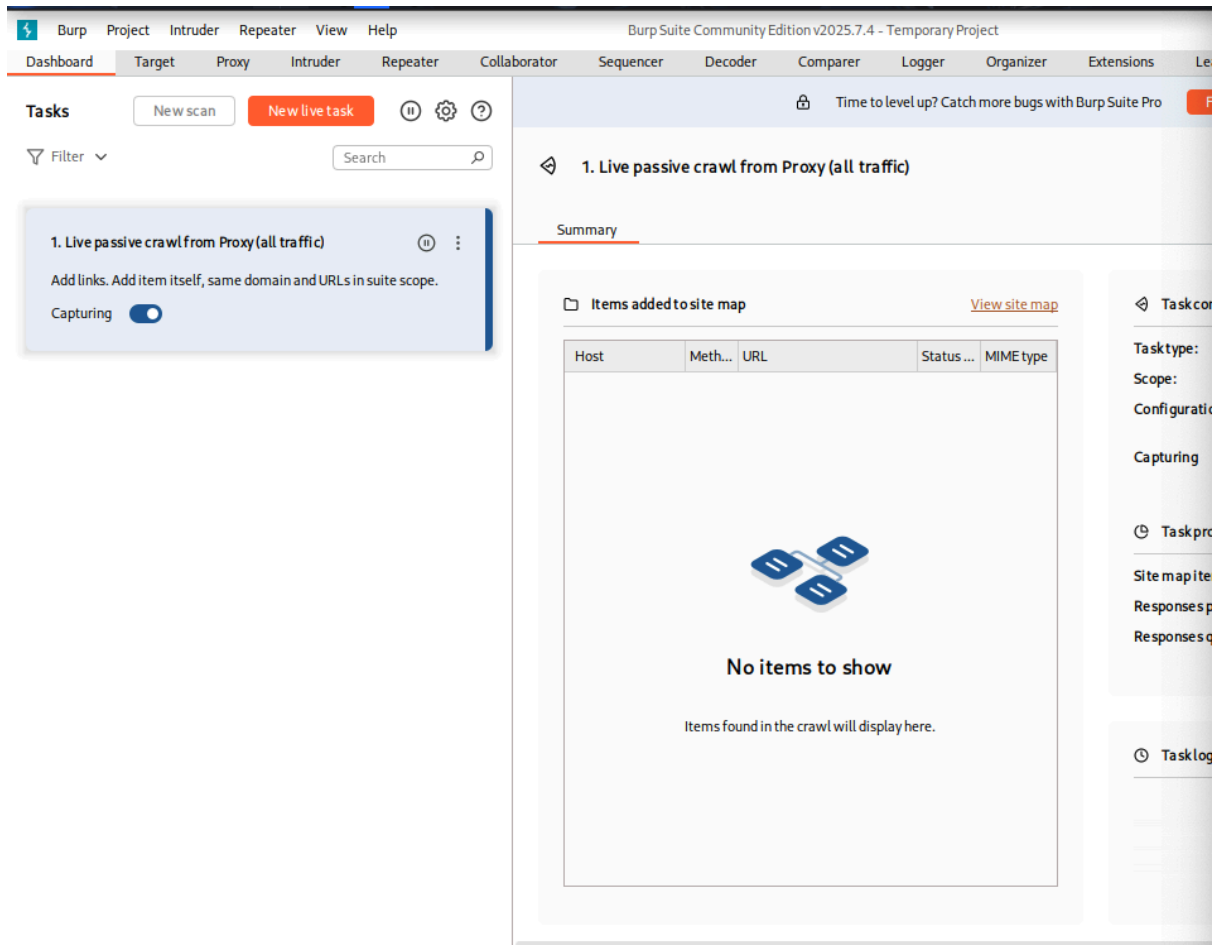 Burp Project Intruder Repeater View Help Burp Suite Community Edition v2025.7.4 - Temporary Project
Dashboard Target Proxy Intruder Repeater Collaborator Sequencer Decoder Comparer Logger Organizer Extensions
Tasks New scan New live task
Time to level up? Catch more bugs with Burp Suite Pro
Filter Search
1. Live passive crawl from Proxy (all traffic)
Add links. Add item itself, same domain and URLs in suite scope.
Capturing
1. Live passive crawl from Proxy (all traffic)
Summary
Items added to site map View site map
Host Meth... URL Status ... MIME type
No items to show
Items found in the crawl will display here.
Task type:
Scope:
Capturing